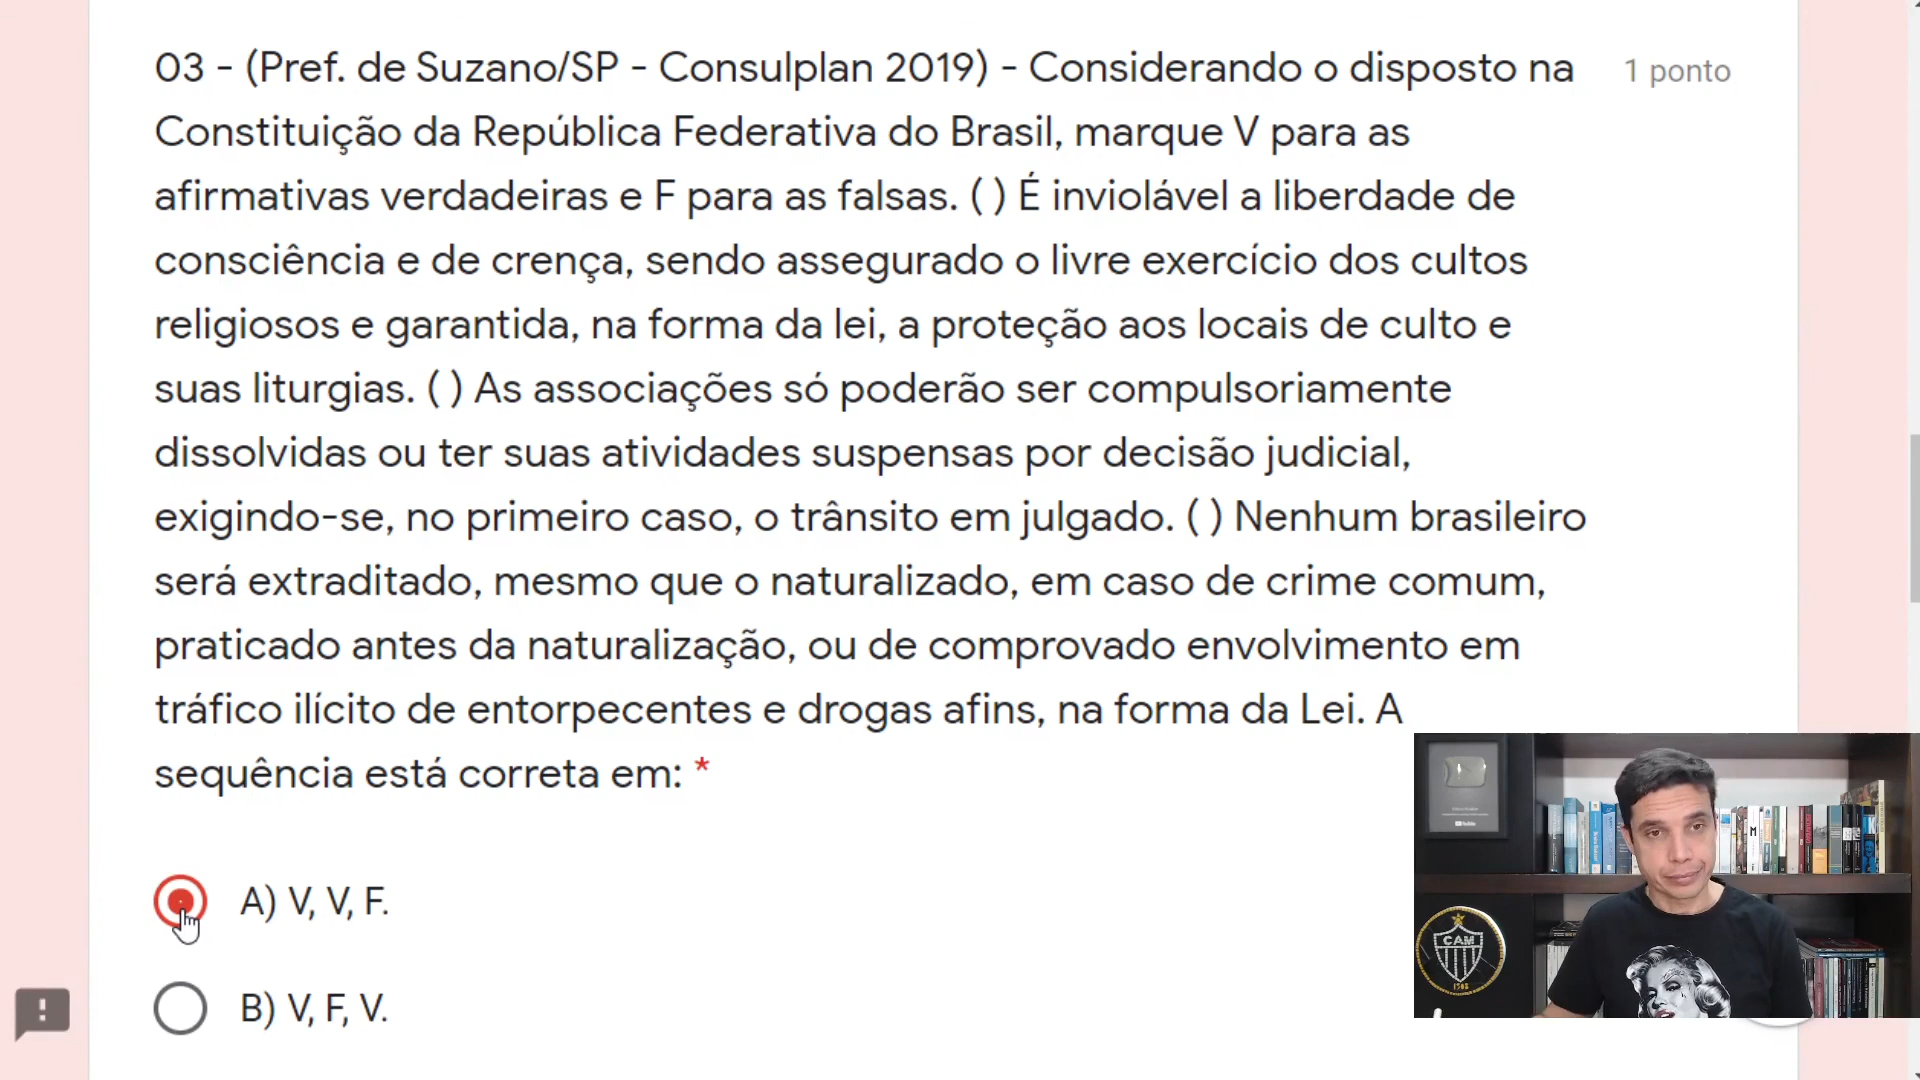 03 - (Pref. de Suzano/SP - Consulplan 2019) - Considerando o disposto na
1 ponto
Constituição da República Federativa do Brasil, marque V para as
afirmativas verdadeiras e F para as falsas. ( ) É inviolável a liberdade de
consciência e de crença, sendo assegurado o livre exercício dos cultos
religiosos e garantida, na forma da lei, a proteção aos locais de culto e
suas liturgias. ( ) As associações só poderão ser compulsoriamente
dissolvidas ou ter suas atividades suspensas por decisão judicial,
exigindo-se, no primeiro caso, o trânsito em julgado. ( ) Nenhum brasileiro
será extraditado, mesmo que o naturalizado, em caso de crime comum,
praticado antes da naturalização, ou de comprovado envolvimento em
tráfico ilícito de entorpecentes e drogas afins, na forma da Lei. A
sequência está correta em: *
A) V, V, F.
B) V, F, V.
YouTube
CAM
1908